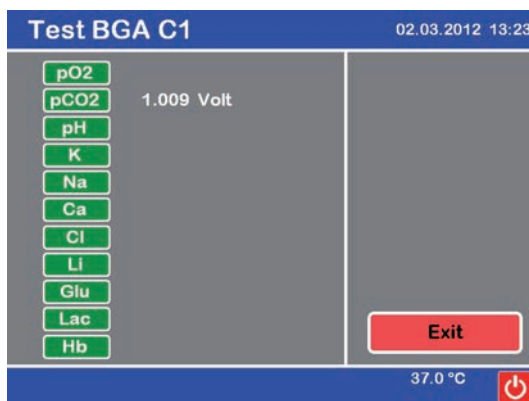 Test BGA C1 02.03.2012 13:23
pO2
pCO2 1.009 Volt
pH
K
Na
Ca
Cl
Li
Glu
Lac
Hb
Exit
37.0 °C